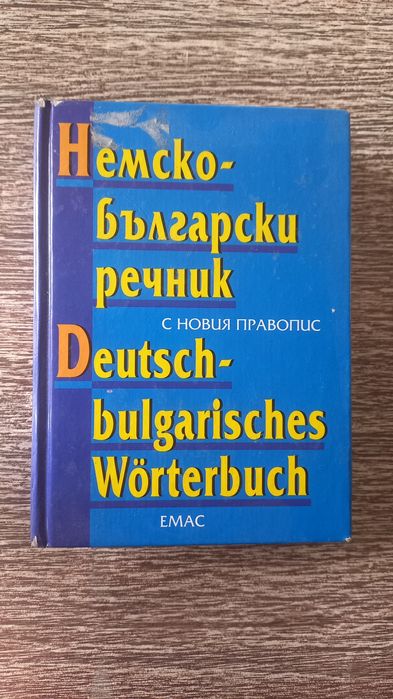 Немско-
български
речник
С НОВИЯ ПРАВОПИС
Deutsch-
bulgarisches
Wörterbuch
ЕМАС